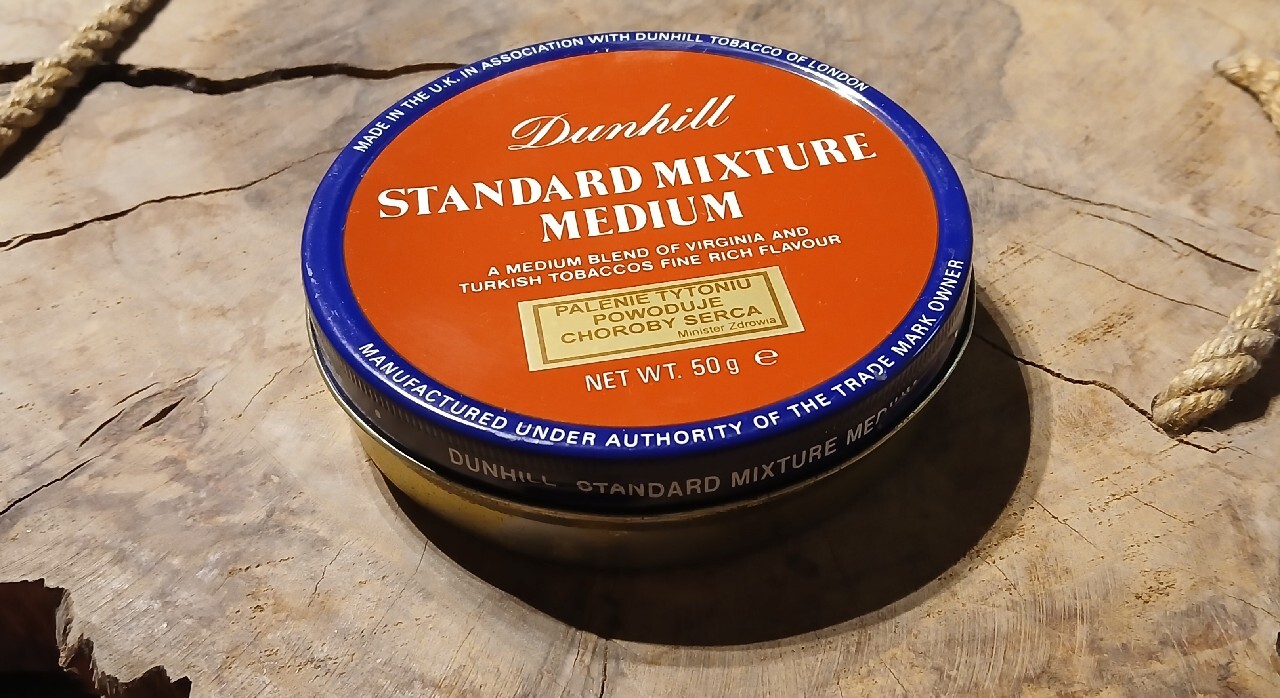 MADE IN THE U.K. IN ASSOCIATION WITH DUNHILL TOBACCO OF LONDON
Dunhill
STANDARD MIXTURE
MEDIUM
A MEDIUM BLEND OF VIRGINIA AND
TURKISH TOBACCOS FINE RICH FLAVOUR
PALENIE TYTONIU
POWODUJE
CHOROBY SERCA
Minister Zdrowia
NET WT. 50 g ℮
MANUFACTURED UNDER AUTHORITY OF THE TRADE MARK OWNER
DUNHILL STANDARD MIXTURE MEDIUM